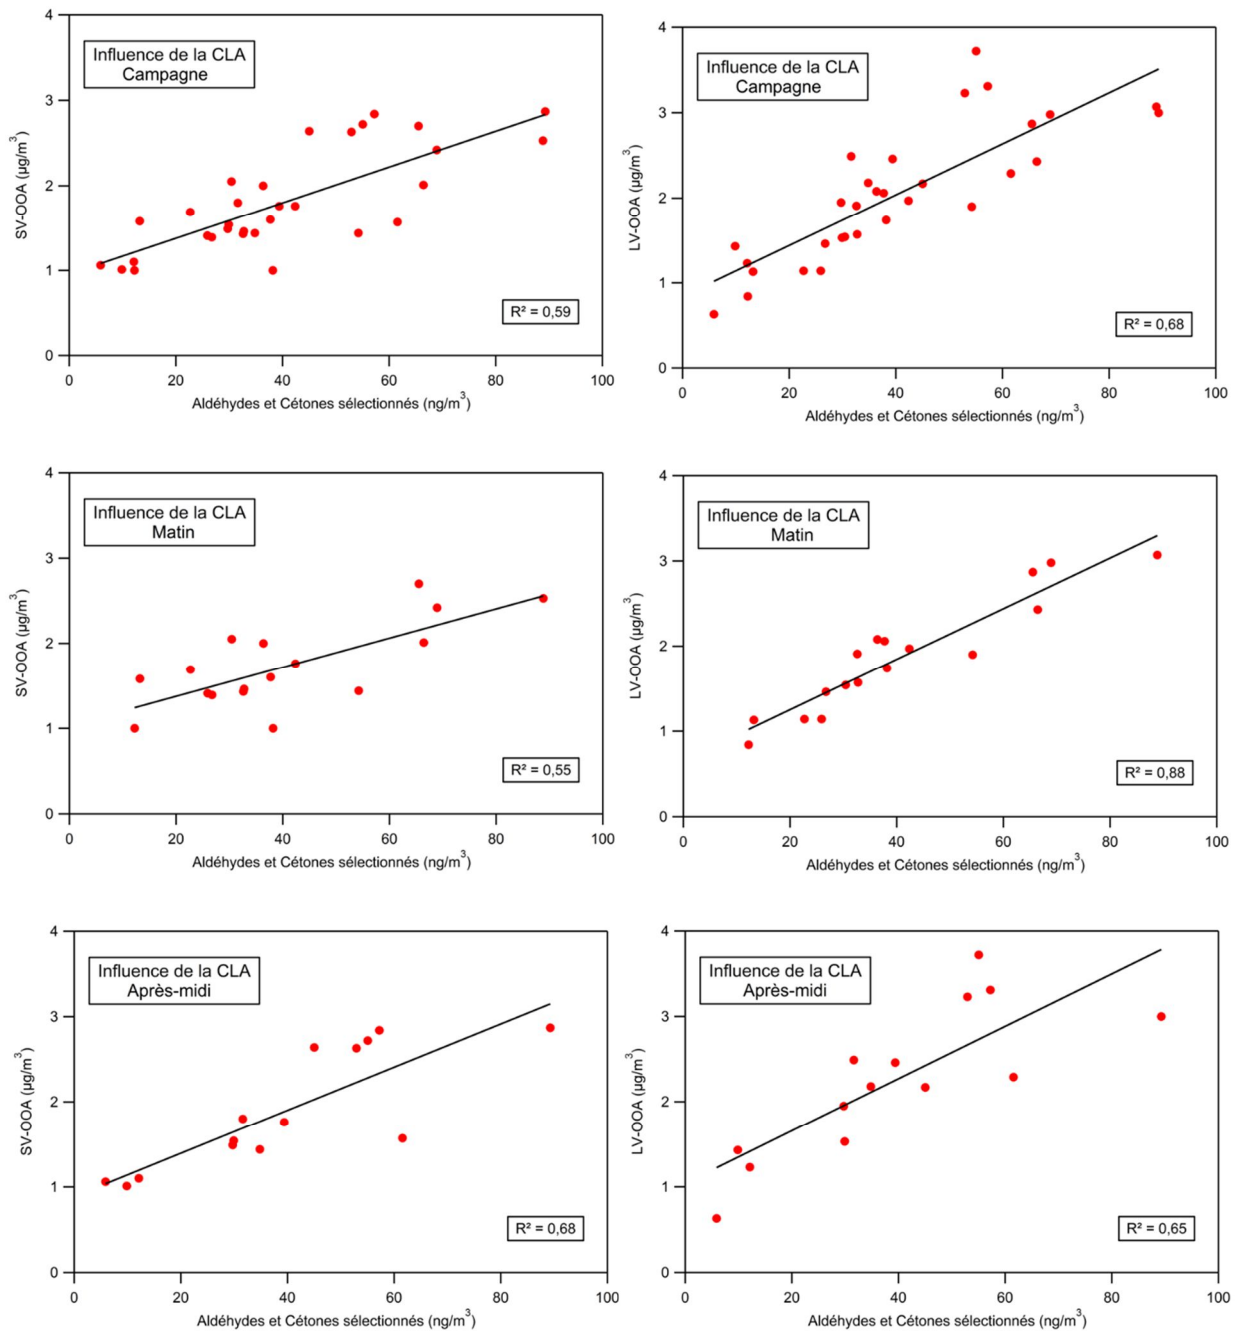 4
3
2
1
0
SV-OOA (µg/m³)
Influence de la CLA
Campagne
R² = 0,59
0 20 40 60 80 100
Aldéhydes et Cétones sélectionnés (ng/m³)
4
3
2
1
0
LV-OOA (µg/m³)
Influence de la CLA
Campagne
R² = 0,68
0 20 40 60 80 100
Aldéhydes et Cétones sélectionnés (ng/m³)
4
3
2
1
0
SV-OOA (µg/m³)
Influence de la CLA
Matin
R² = 0,55
0 20 40 60 80 100
Aldéhydes et Cétones sélectionnés (ng/m³)
4
3
2
1
0
LV-OOA (µg/m³)
Influence de la CLA
Matin
R² = 0,88
0 20 40 60 80 100
Aldéhydes et Cétones sélectionnés (ng/m³)
4
3
2
1
0
SV-OOA (µg/m³)
Influence de la CLA
Après-midi
R² = 0,68
0 20 40 60 80 100
Aldéhydes et Cétones sélectionnés (ng/m³)
4
3
2
1
0
LV-OOA (µg/m³)
Influence de la CLA
Après-midi
R² = 0,65
0 20 40 60 80 100
Aldéhydes et Cétones sélectionnés (ng/m³)